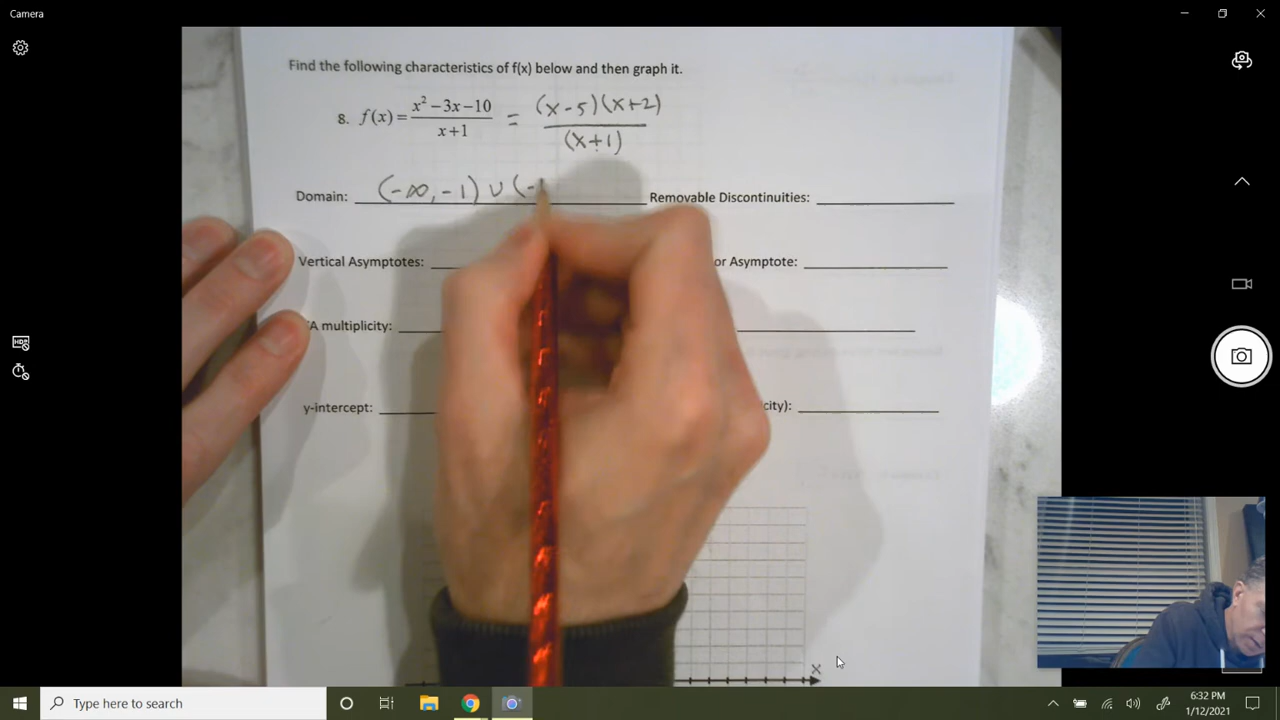 Camera
Find the following characteristics of f(x) below and then graph it.
8. f(x) = x² − 3x − 10 / x + 1 = (x - 5)(x + 2) / (x + 1)
Domain: (-∞, -1) ∪ (-1 Removable Discontinuities:
Vertical Asymptotes: or Asymptote:
A multiplicity:
y-intercept: city):
x
Type here to search
6:32 PM
1/12/2021